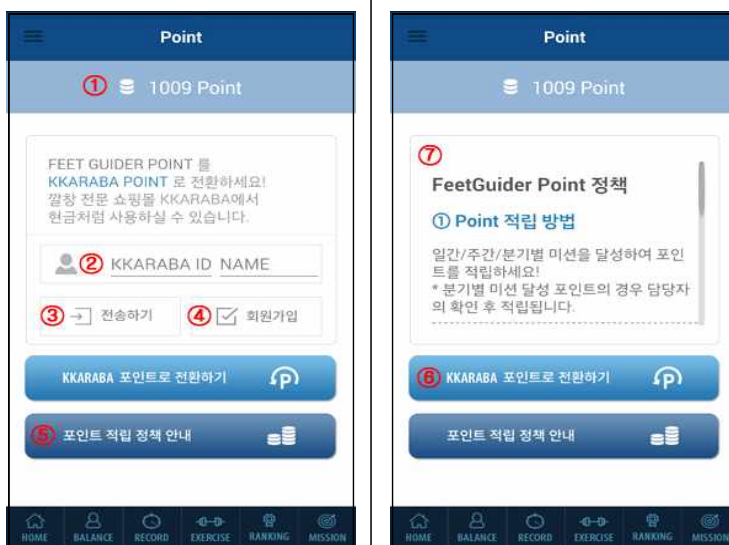 Point
① 1009 Point
FEET GUIDER POINT 를
KKARABA POINT 로 전환하세요!
깔창 전문 쇼핑몰 KKARABA에서
현금처럼 사용하실 수 있습니다.
② KKARABA ID NAME
③ 전송하기 ④ 회원가입
KKARABA 포인트로 전환하기 P
⑤ 포인트 적립 정책 안내
HOME BALANCE RECORD EXERCISE RANKING MISSION
Point
1009 Point
⑦
FeetGuider Point 정책
① Point 적립 방법
일간/주간/분기별 미션을 달성하여 포인
트를 적립하세요!
* 분기별 미션 달성 포인트의 경우 담당자
의 확인 후 적립됩니다.
⑥ KKARABA 포인트로 전환하기 P
포인트 적립 정책 안내
HOME BALANCE RECORD EXERCISE RANKING MISSION